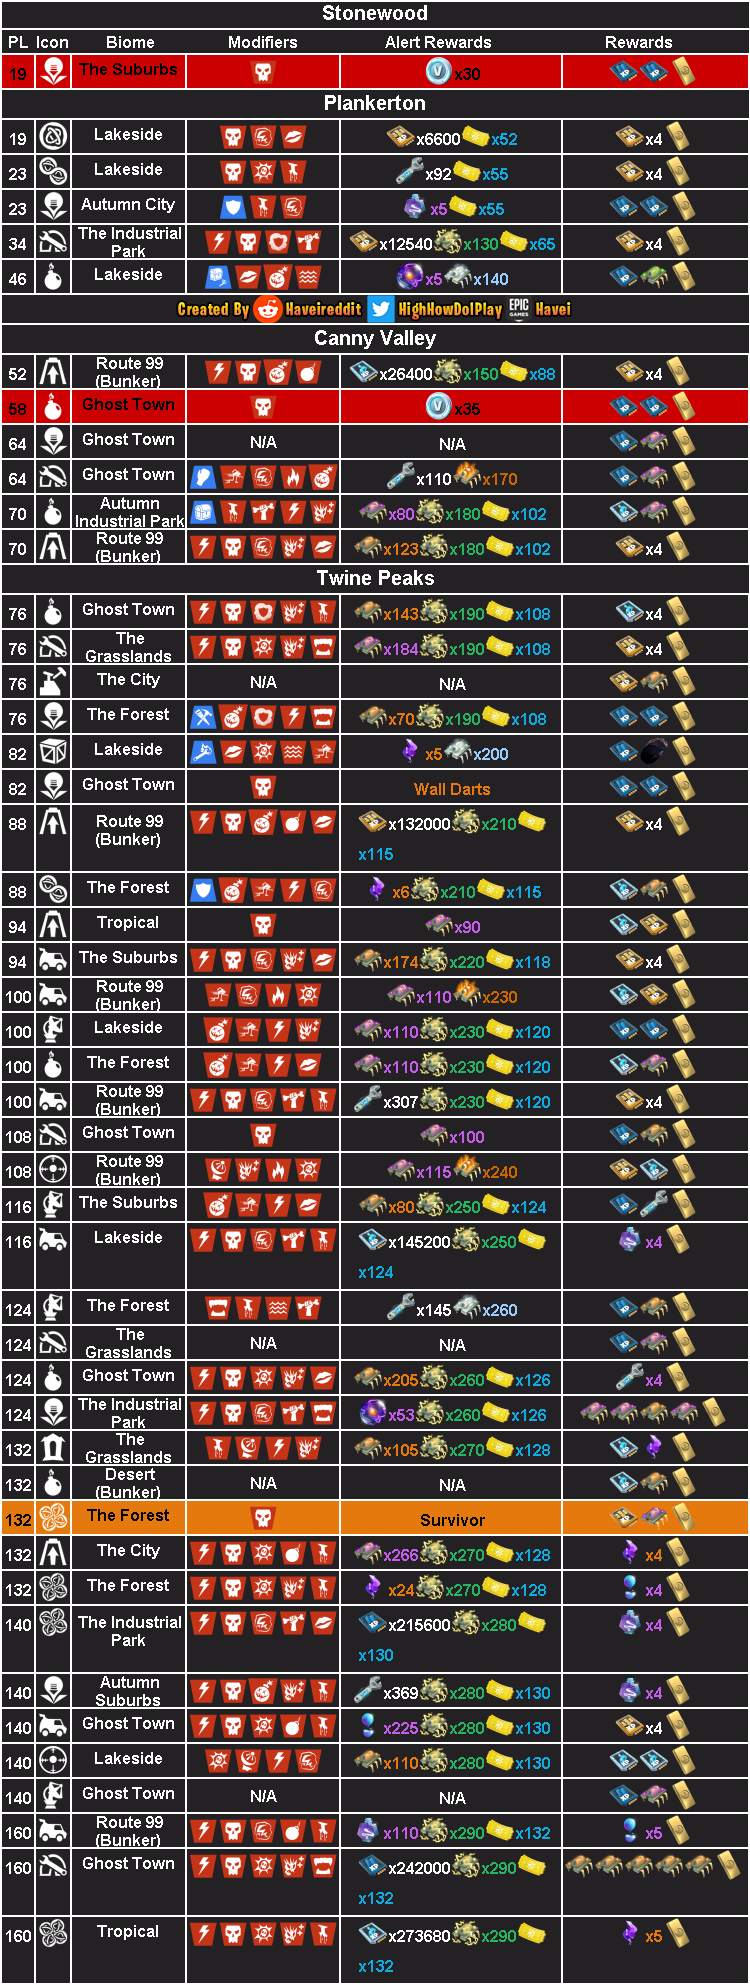 Stonewood
PL Icon Biome Modifiers Alert Rewards Rewards
19 The Suburbs x30
Plankerton
19 Lakeside x6600 x52 x4
23 Lakeside x92 x55 x4
23 Autumn City x5 x55
34 The Industrial Park x12540 x130 x65 x4
46 Lakeside x5 x140
Created By Haveireddit HighHowDoIPlay EPIC GAMES Havei
Canny Valley
52 Route 99 (Bunker) x26400 x150 x88 x4
58 Ghost Town x35
64 Ghost Town N/A N/A
64 Ghost Town x110 x170
70 Autumn Industrial Park x80 x180 x102
70 Route 99 (Bunker) x123 x180 x102 x4
Twine Peaks
76 Ghost Town x143 x190 x108 x4
76 The Grasslands x184 x190 x108 x4
76 The City N/A N/A
76 The Forest x70 x190 x108
82 Lakeside x5 x200
82 Ghost Town Wall Darts
88 Route 99 (Bunker) x132000 x210 x115 x4
88 The Forest x6 x210 x115
94 Tropical x90
94 The Suburbs x174 x220 x118 x4
100 Route 99 (Bunker) x110 x230
100 Lakeside x110 x230 x120
100 The Forest x110 x230 x120
100 Route 99 (Bunker) x307 x230 x120 x4
108 Ghost Town x100
108 Route 99 (Bunker) x115 x240
116 The Suburbs x80 x250 x124
116 Lakeside x145200 x250 x124 x4
124 The Forest x145 x260
124 The Grasslands N/A N/A
124 Ghost Town x205 x260 x126 x4
124 The Industrial Park x53 x260 x126
132 The Grasslands x105 x270 x128
132 Desert (Bunker) N/A N/A
132 The Forest Survivor
132 The City x266 x270 x128 x4
132 The Forest x24 x270 x128 x4
140 The Industrial Park x215600 x280 x130 x4
140 Autumn Suburbs x369 x280 x130 x4
140 Ghost Town x225 x280 x130 x4
140 Lakeside x110 x280 x130
140 Ghost Town N/A N/A
160 Route 99 (Bunker) x110 x290 x132 x5
160 Ghost Town x242000 x290 x132
160 Tropical x273680 x290 x132 x5